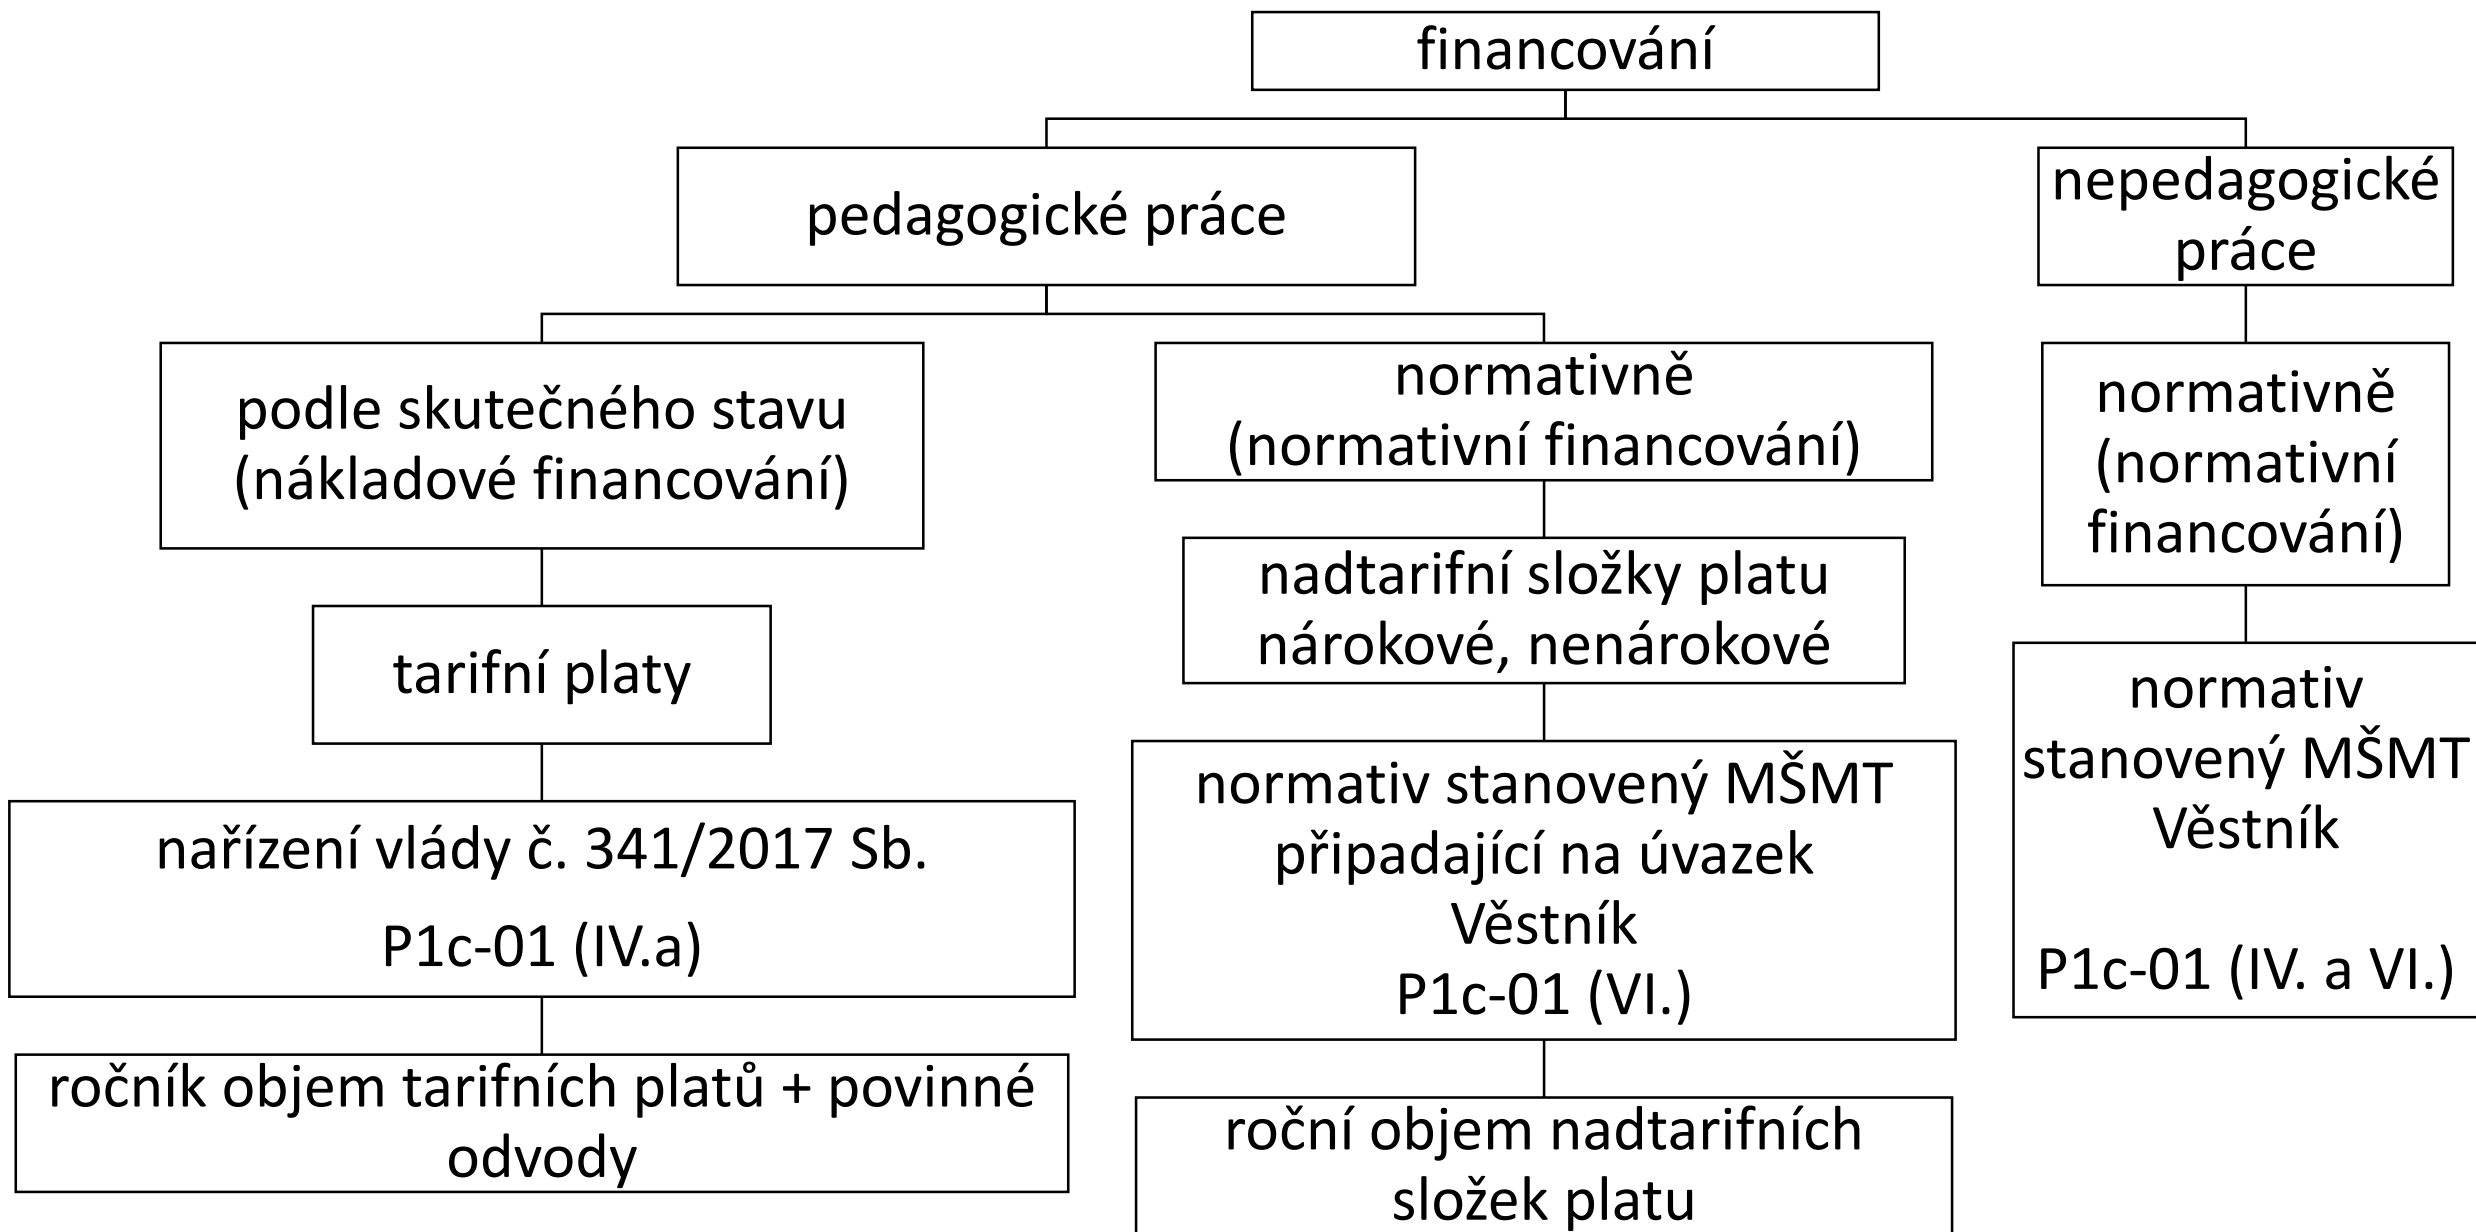 financování
pedagogické práce
nepedagogické
práce
podle skutečného stavu
(nákladové financování)
normativně
(normativní financování)
normativně
(normativní
financování)
tarifní platy
nadtarifní složky platu
nárokové, nenárokové
normativ
stanovený MŠMT
Věstník
P1c-01 (IV. a VI.)
nařízení vlády č. 341/2017 Sb.
P1c-01 (IV.a)
normativ stanovený MŠMT
připadající na úvazek
Věstník
P1c-01 (VI.)
ročník objem tarifních platů + povinné
odvody
roční objem nadtarifních
složek platu